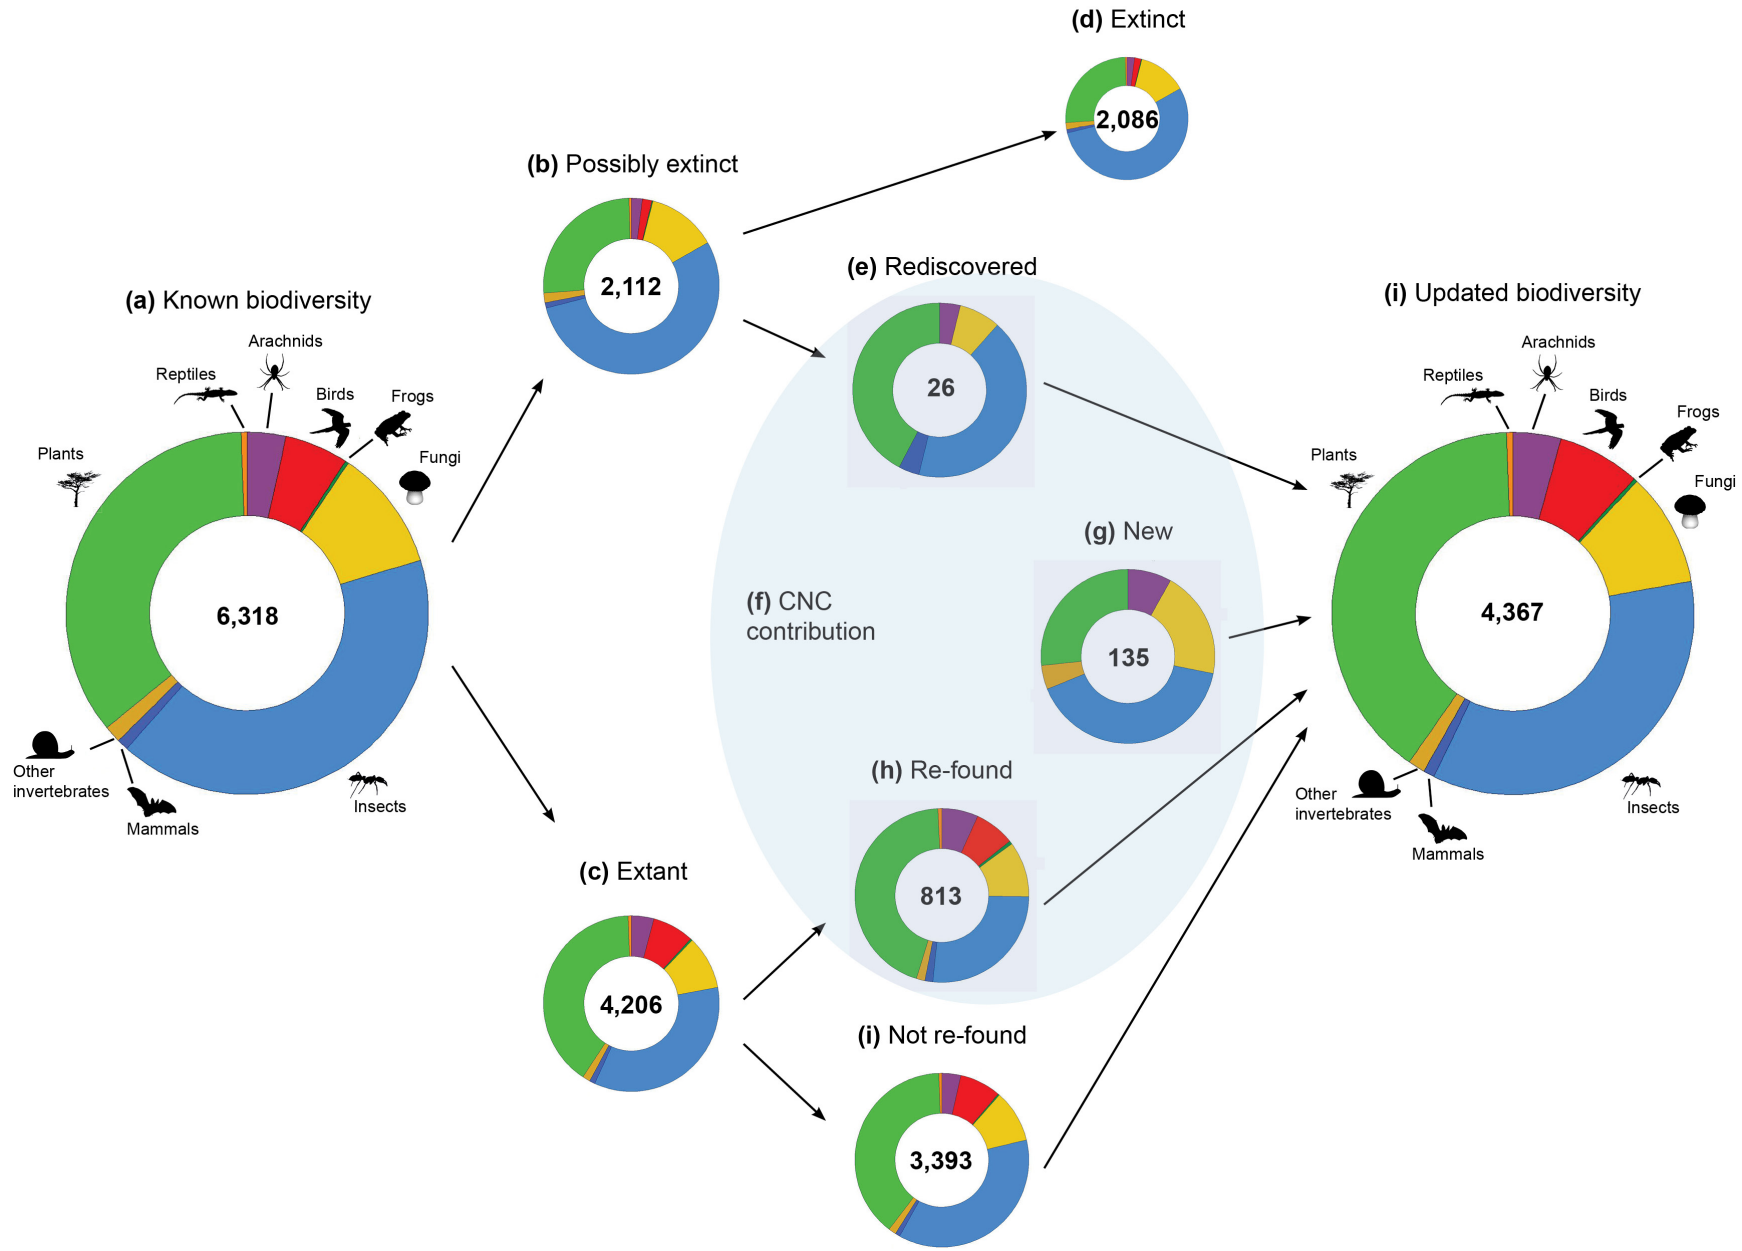 (d) Extinct
2,086
(b) Possibly extinct
2,112
(e) Rediscovered
26
(a) Known biodiversity
Arachnids
Reptiles
Birds
Frogs
Plants
Fungi
6,318
Other
invertebrates
Mammals
Insects
(g) New
135
(f) CNC
contribution
(h) Re-found
813
(c) Extant
4,206
(i) Not re-found
3,393
(i) Updated biodiversity
Arachnids
Reptiles
Birds
Frogs
Plants
Fungi
4,367
Other
invertebrates
Mammals
Insects